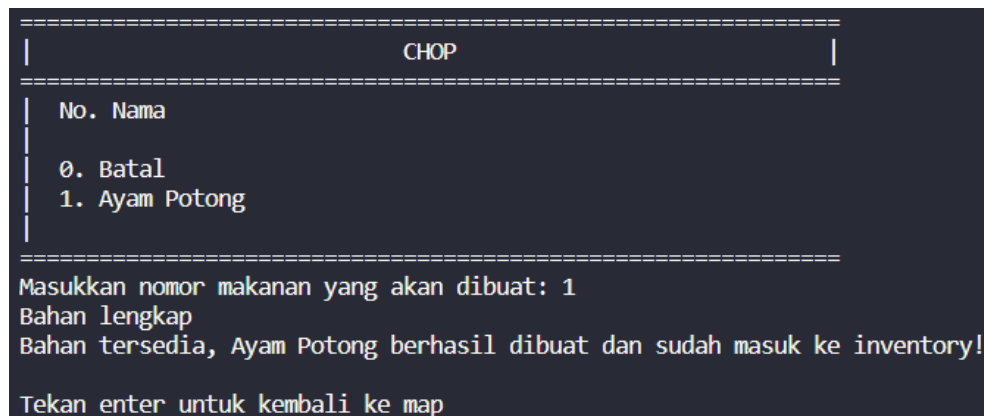 ==============================================================
| CHOP |
==============================================================
| No. Nama
|
| 0. Batal
| 1. Ayam Potong
|
==============================================================
Masukkan nomor makanan yang akan dibuat: 1
Bahan lengkap
Bahan tersedia, Ayam Potong berhasil dibuat dan sudah masuk ke inventory!
Tekan enter untuk kembali ke map